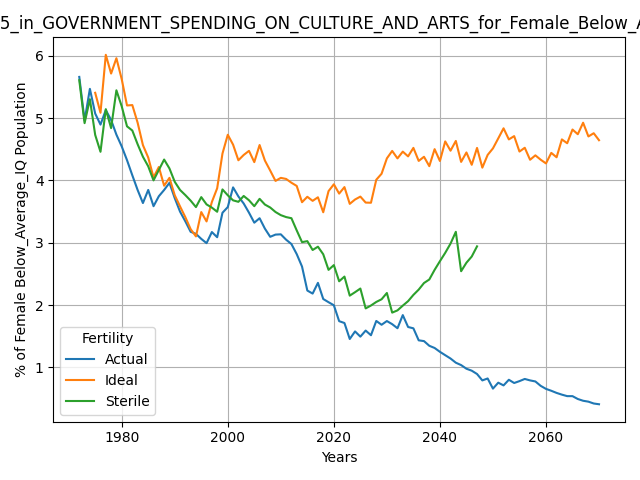 5_in_GOVERNMENT_SPENDING_ON_CULTURE_AND_ARTS_for_Female_Below_A
% of Female Below_Average_IQ Population
6
5
4
3
2
1
Fertility
Actual
Ideal
Sterile
1980
2000
2020
2040
2060
Years